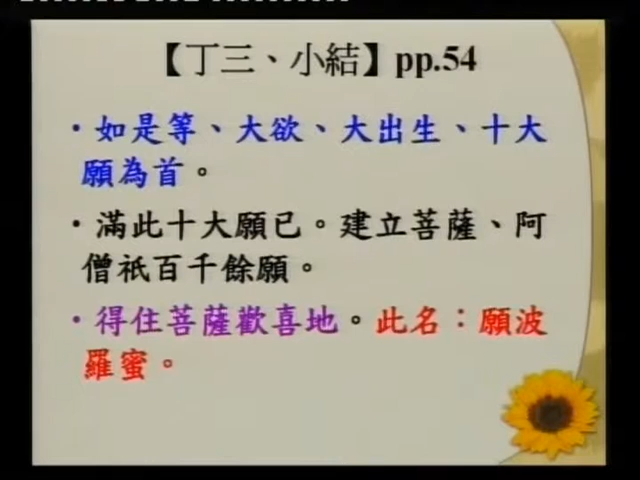 【丁三、小結】pp.54
·如是等、大欲、大出生、十大
願為首。
·滿此十大願已。建立菩薩、阿
僧祇百千餘願。
·得住菩薩歡喜地。此名：願波
羅蜜。